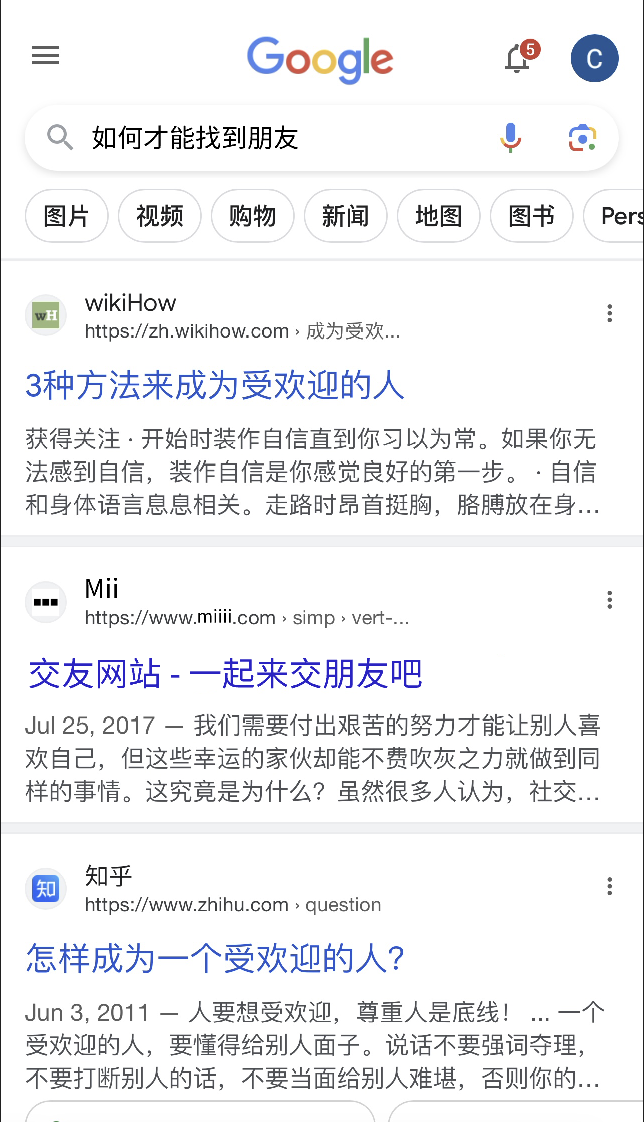 Google
5
C
如何才能找到朋友
图片 视频 购物 新闻 地图 图书 Pers
wH
wikiHow
https://zh.wikihow.com › 成为受欢...
3种方法来成为受欢迎的人
获得关注 · 开始时装作自信直到你习以为常。如果你无
法感到自信，装作自信是你感觉良好的第一步。 · 自信
和身体语言息息相关。走路时昂首挺胸，胳膊放在身...
Mii
https://www.miiii.com › simp › vert-...
交友网站 - 一起来交朋友吧
Jul 25, 2017 — 我们需要付出艰苦的努力才能让别人喜
欢自己，但这些幸运的家伙却能不费吹灰之力就做到同
样的事情。这究竟是为什么？虽然很多人认为，社交...
知
知乎
https://www.zhihu.com › question
怎样成为一个受欢迎的人?
Jun 3, 2011 — 人要想受欢迎，尊重人是底线！ ... 一个
受欢迎的人，要懂得给别人面子。说话不要强词夺理，
不要打断别人的话，不要当面给别人难堪，否则你的...